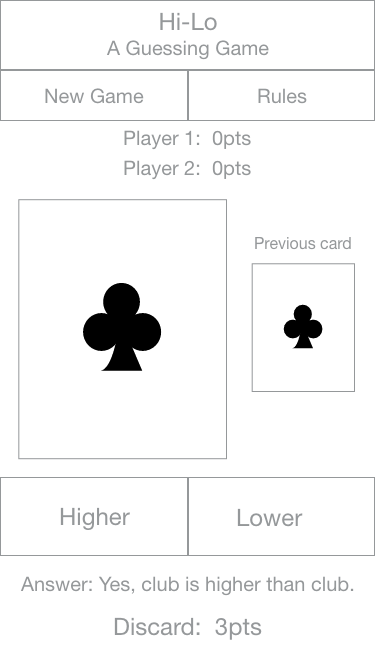 Hi-Lo
A Guessing Game
New Game Rules
Player 1: 0pts
Player 2: 0pts
Previous card
Higher Lower
Answer: Yes, club is higher than club.
Discard: 3pts